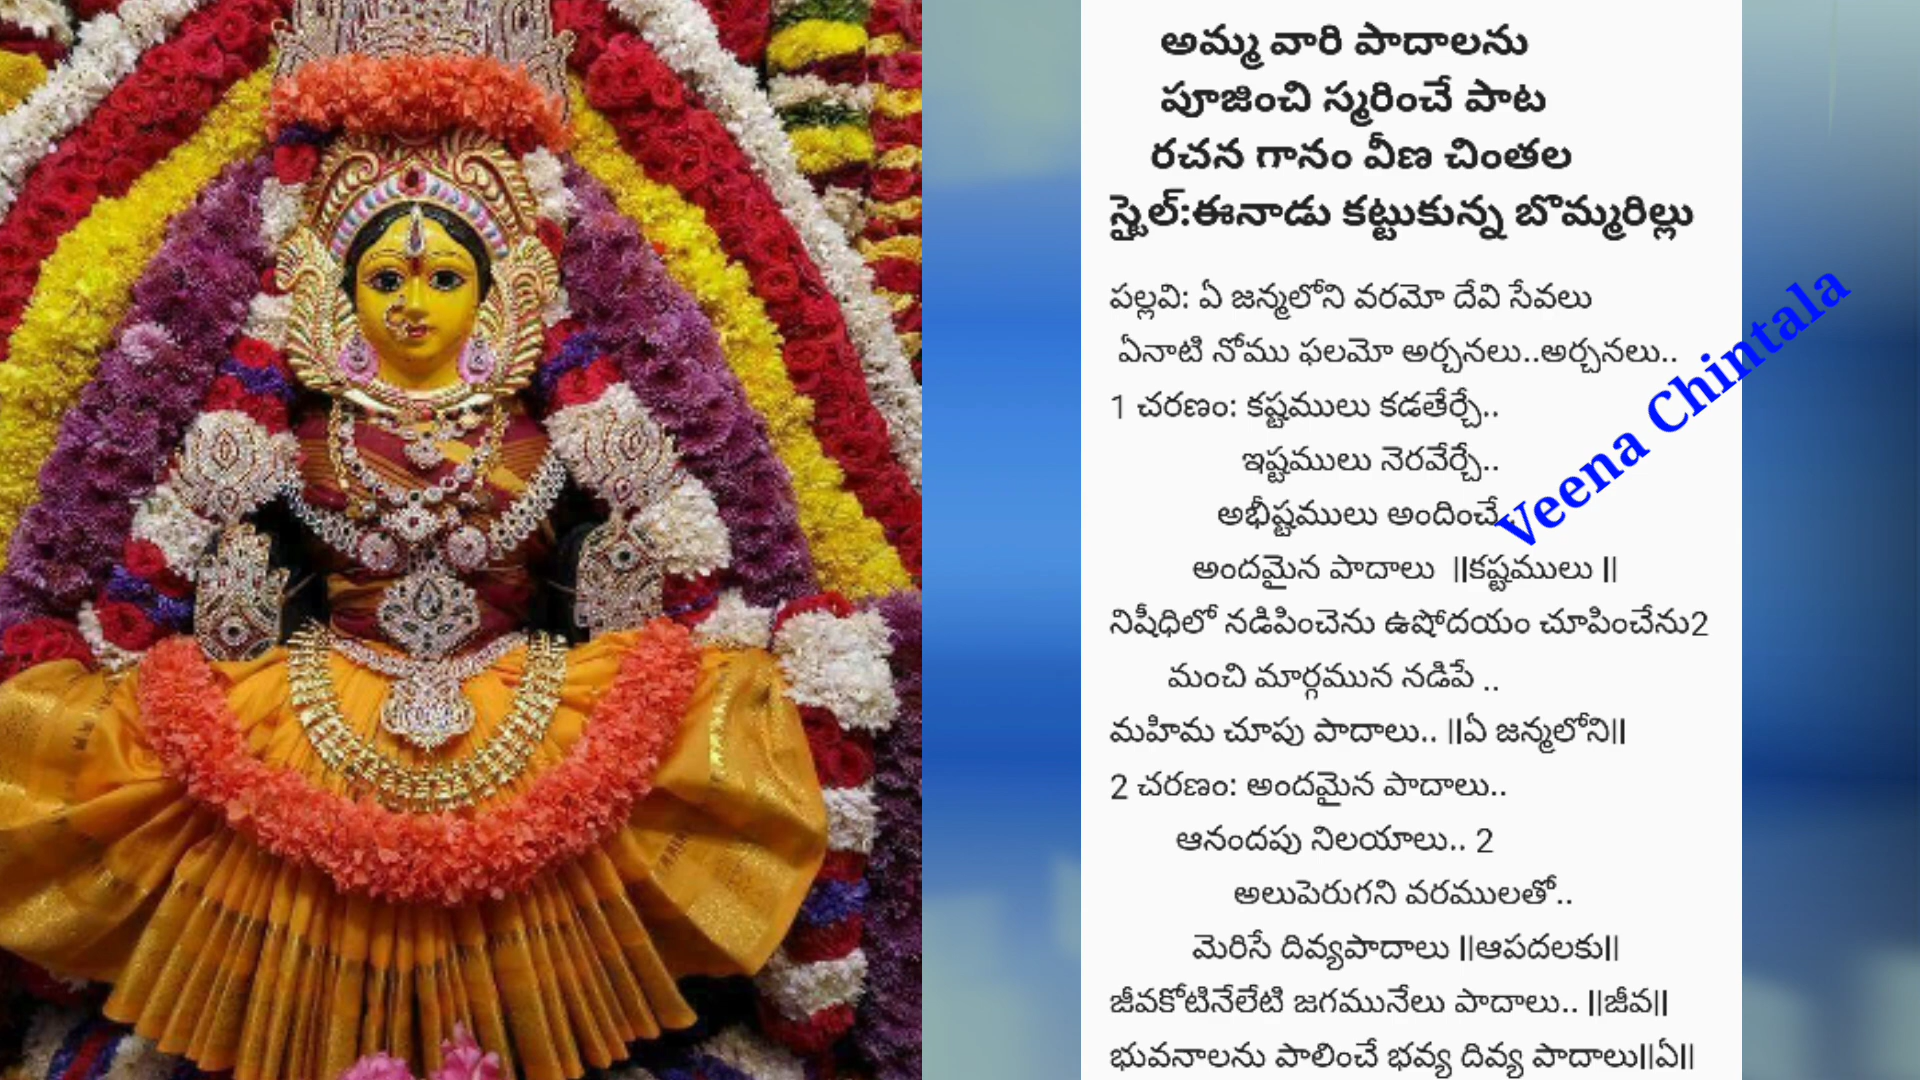 అమ్మ వారి పాదాలను
పూజించి స్మరించే పాట
రచన గానం వీణ చింతల
స్టైల్:ఈనాడు కట్టుకున్న బొమ్మరిల్లు
పల్లవి: ఏ జన్మలోని వరమో దేవి సేవలు
ఏనాటి నోము ఫలమో అర్చనలు..అర్చనలు..
1 చరణం: కష్టములు కడతేర్చే..
ఇష్టములు నెరవేర్చే..
అభీష్టములు అందించే..
అందమైన పాదాలు ||కష్టములు ||
నిషీధిలో నడిపించెను ఉషోదయం చూపించేను2
మంచి మార్గమున నడిపే ..
మహిమ చూపు పాదాలు.. ||ఏ జన్మలోని||
2 చరణం: అందమైన పాదాలు..
ఆనందపు నిలయాలు.. 2
అలుపెరుగని వరములతో..
మెరిసే దివ్యపాదాలు ||ఆపదలకు||
జీవకోటినేలేటి జగమునేలు పాదాలు.. ||జీవ||
భువనాలను పాలించే భవ్య దివ్య పాదాలు||ఏ||
Veena Chintala